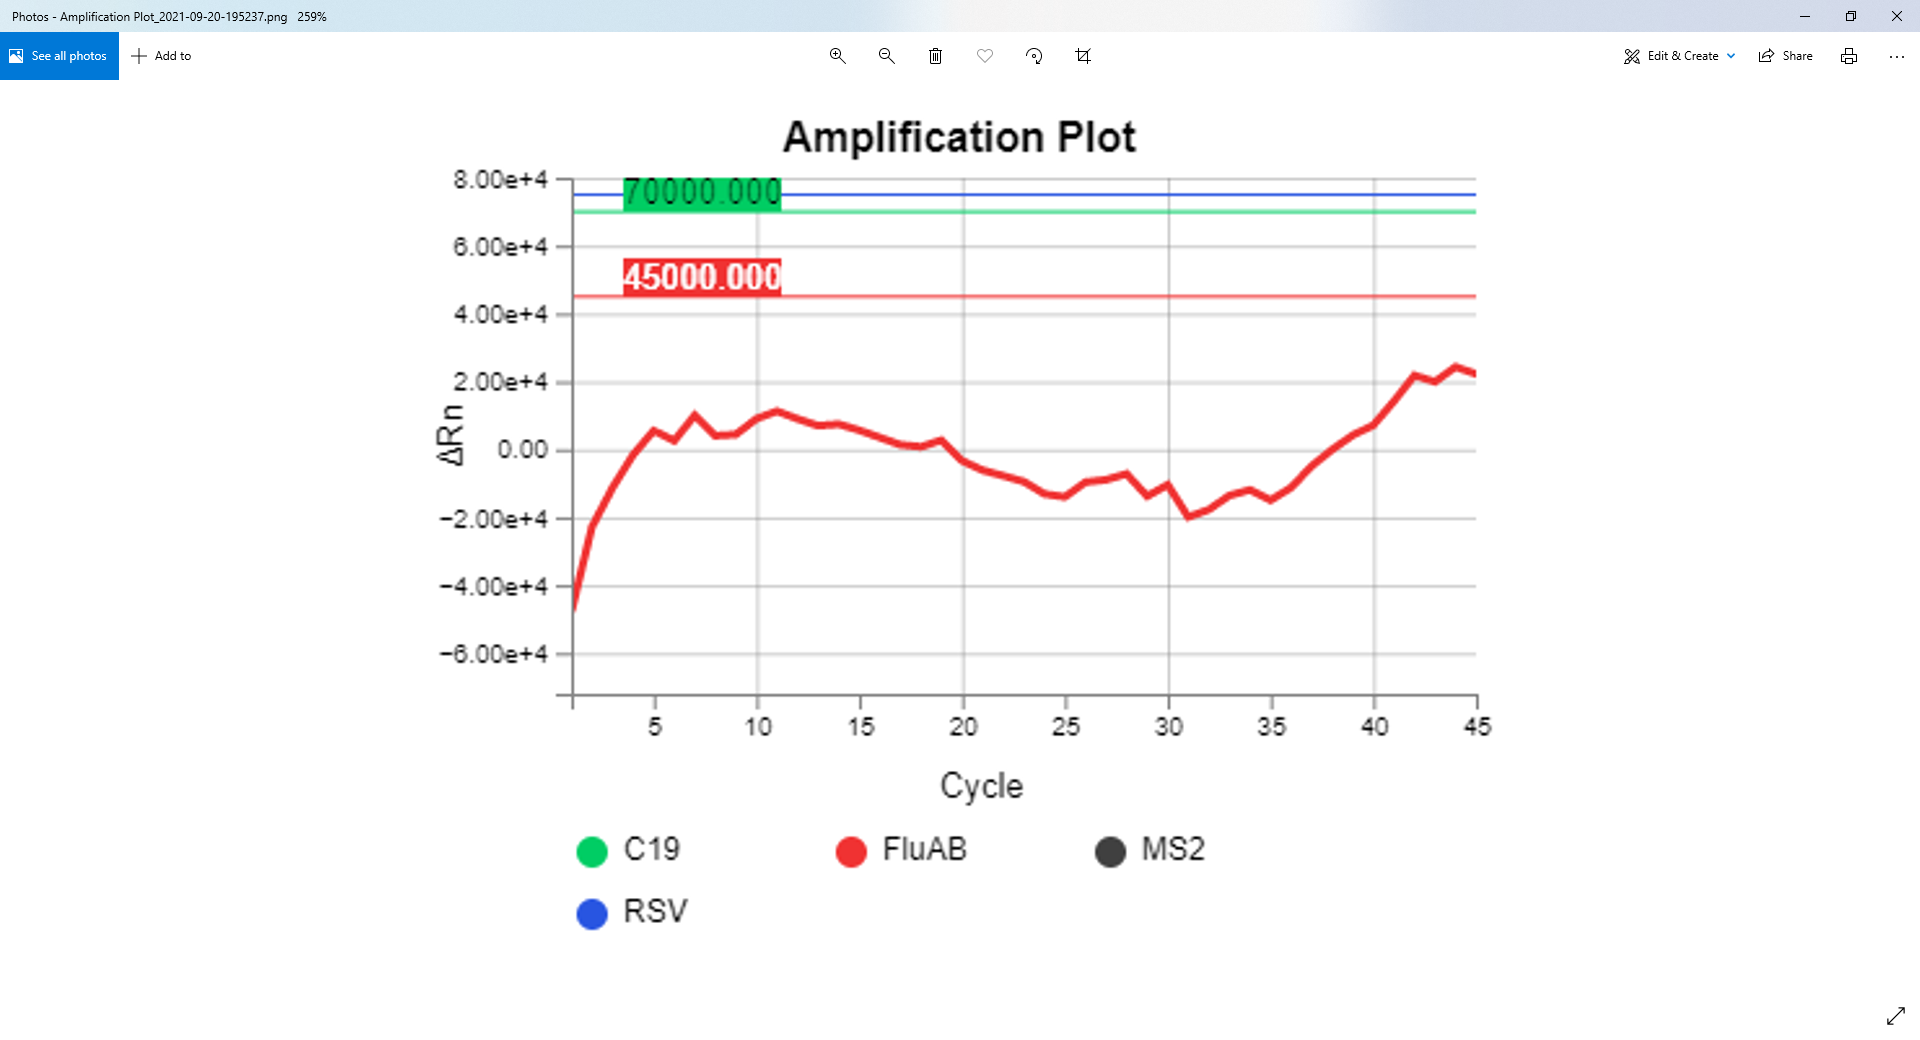 Photos - Amplification Plot_2021-09-20-195237.png 259%
See all photos
Add to
Edit & Create
Share
Amplification Plot
8.00e+4
70000.000
6.00e+4
45000.000
4.00e+4
2.00e+4
0.00
−2.00e+4
−4.00e+4
−6.00e+4
ΔRn
5 10 15 20 25 30 35 40 45
Cycle
C19 FluAB MS2
RSV